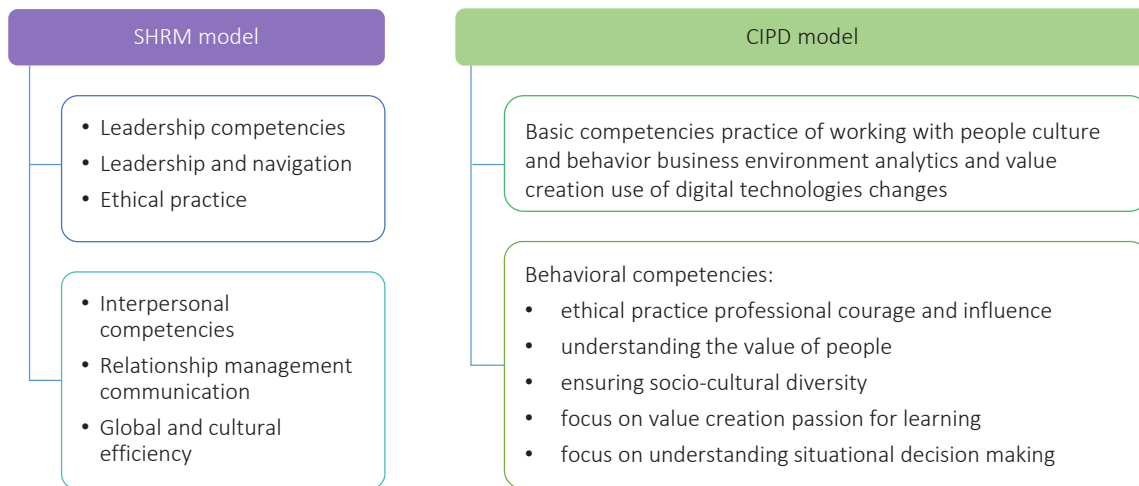 SHRM model
• Leadership competencies
• Leadership and navigation
• Ethical practice
• Interpersonal
competencies
• Relationship management
communication
• Global and cultural
efficiency
CIPD model
Basic competencies practice of working with people culture
and behavior business environment analytics and value
creation use of digital technologies changes
Behavioral competencies:
• ethical practice professional courage and influence
• understanding the value of people
• ensuring socio-cultural diversity
• focus on value creation passion for learning
• focus on understanding situational decision making